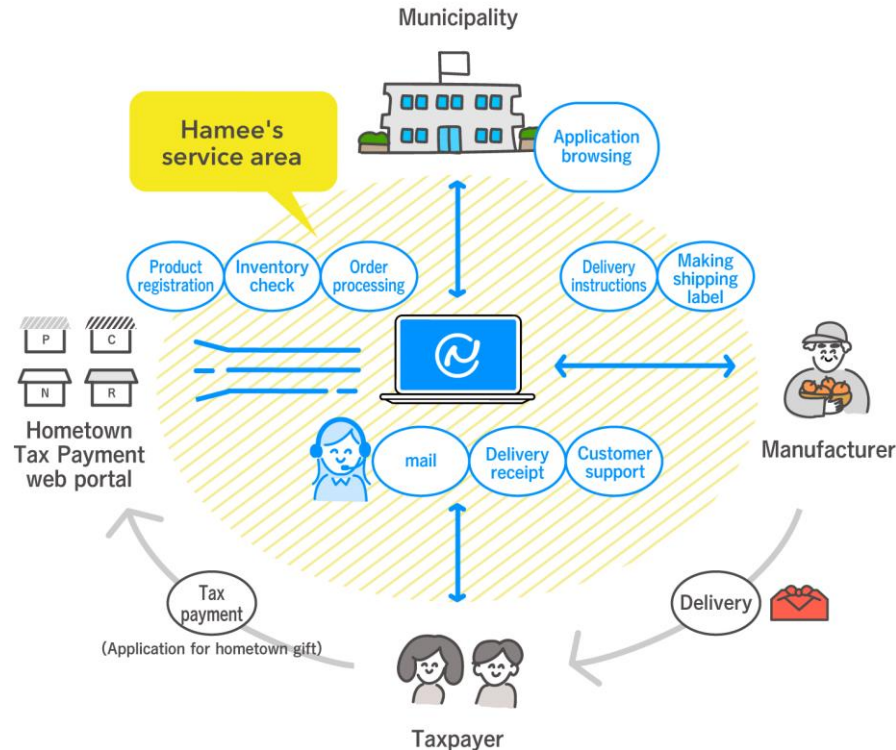 Municipality
Hamee's
service area
Application
browsing
Product
registration
Inventory
check
Order
processing
Delivery
instructions
Making
shipping
label
P
C
N
R
Hometown
Tax Payment
web portal
Manufacturer
mail
Delivery
receipt
Customer
support
Tax
payment
(Application for hometown gift)
Delivery
Taxpayer